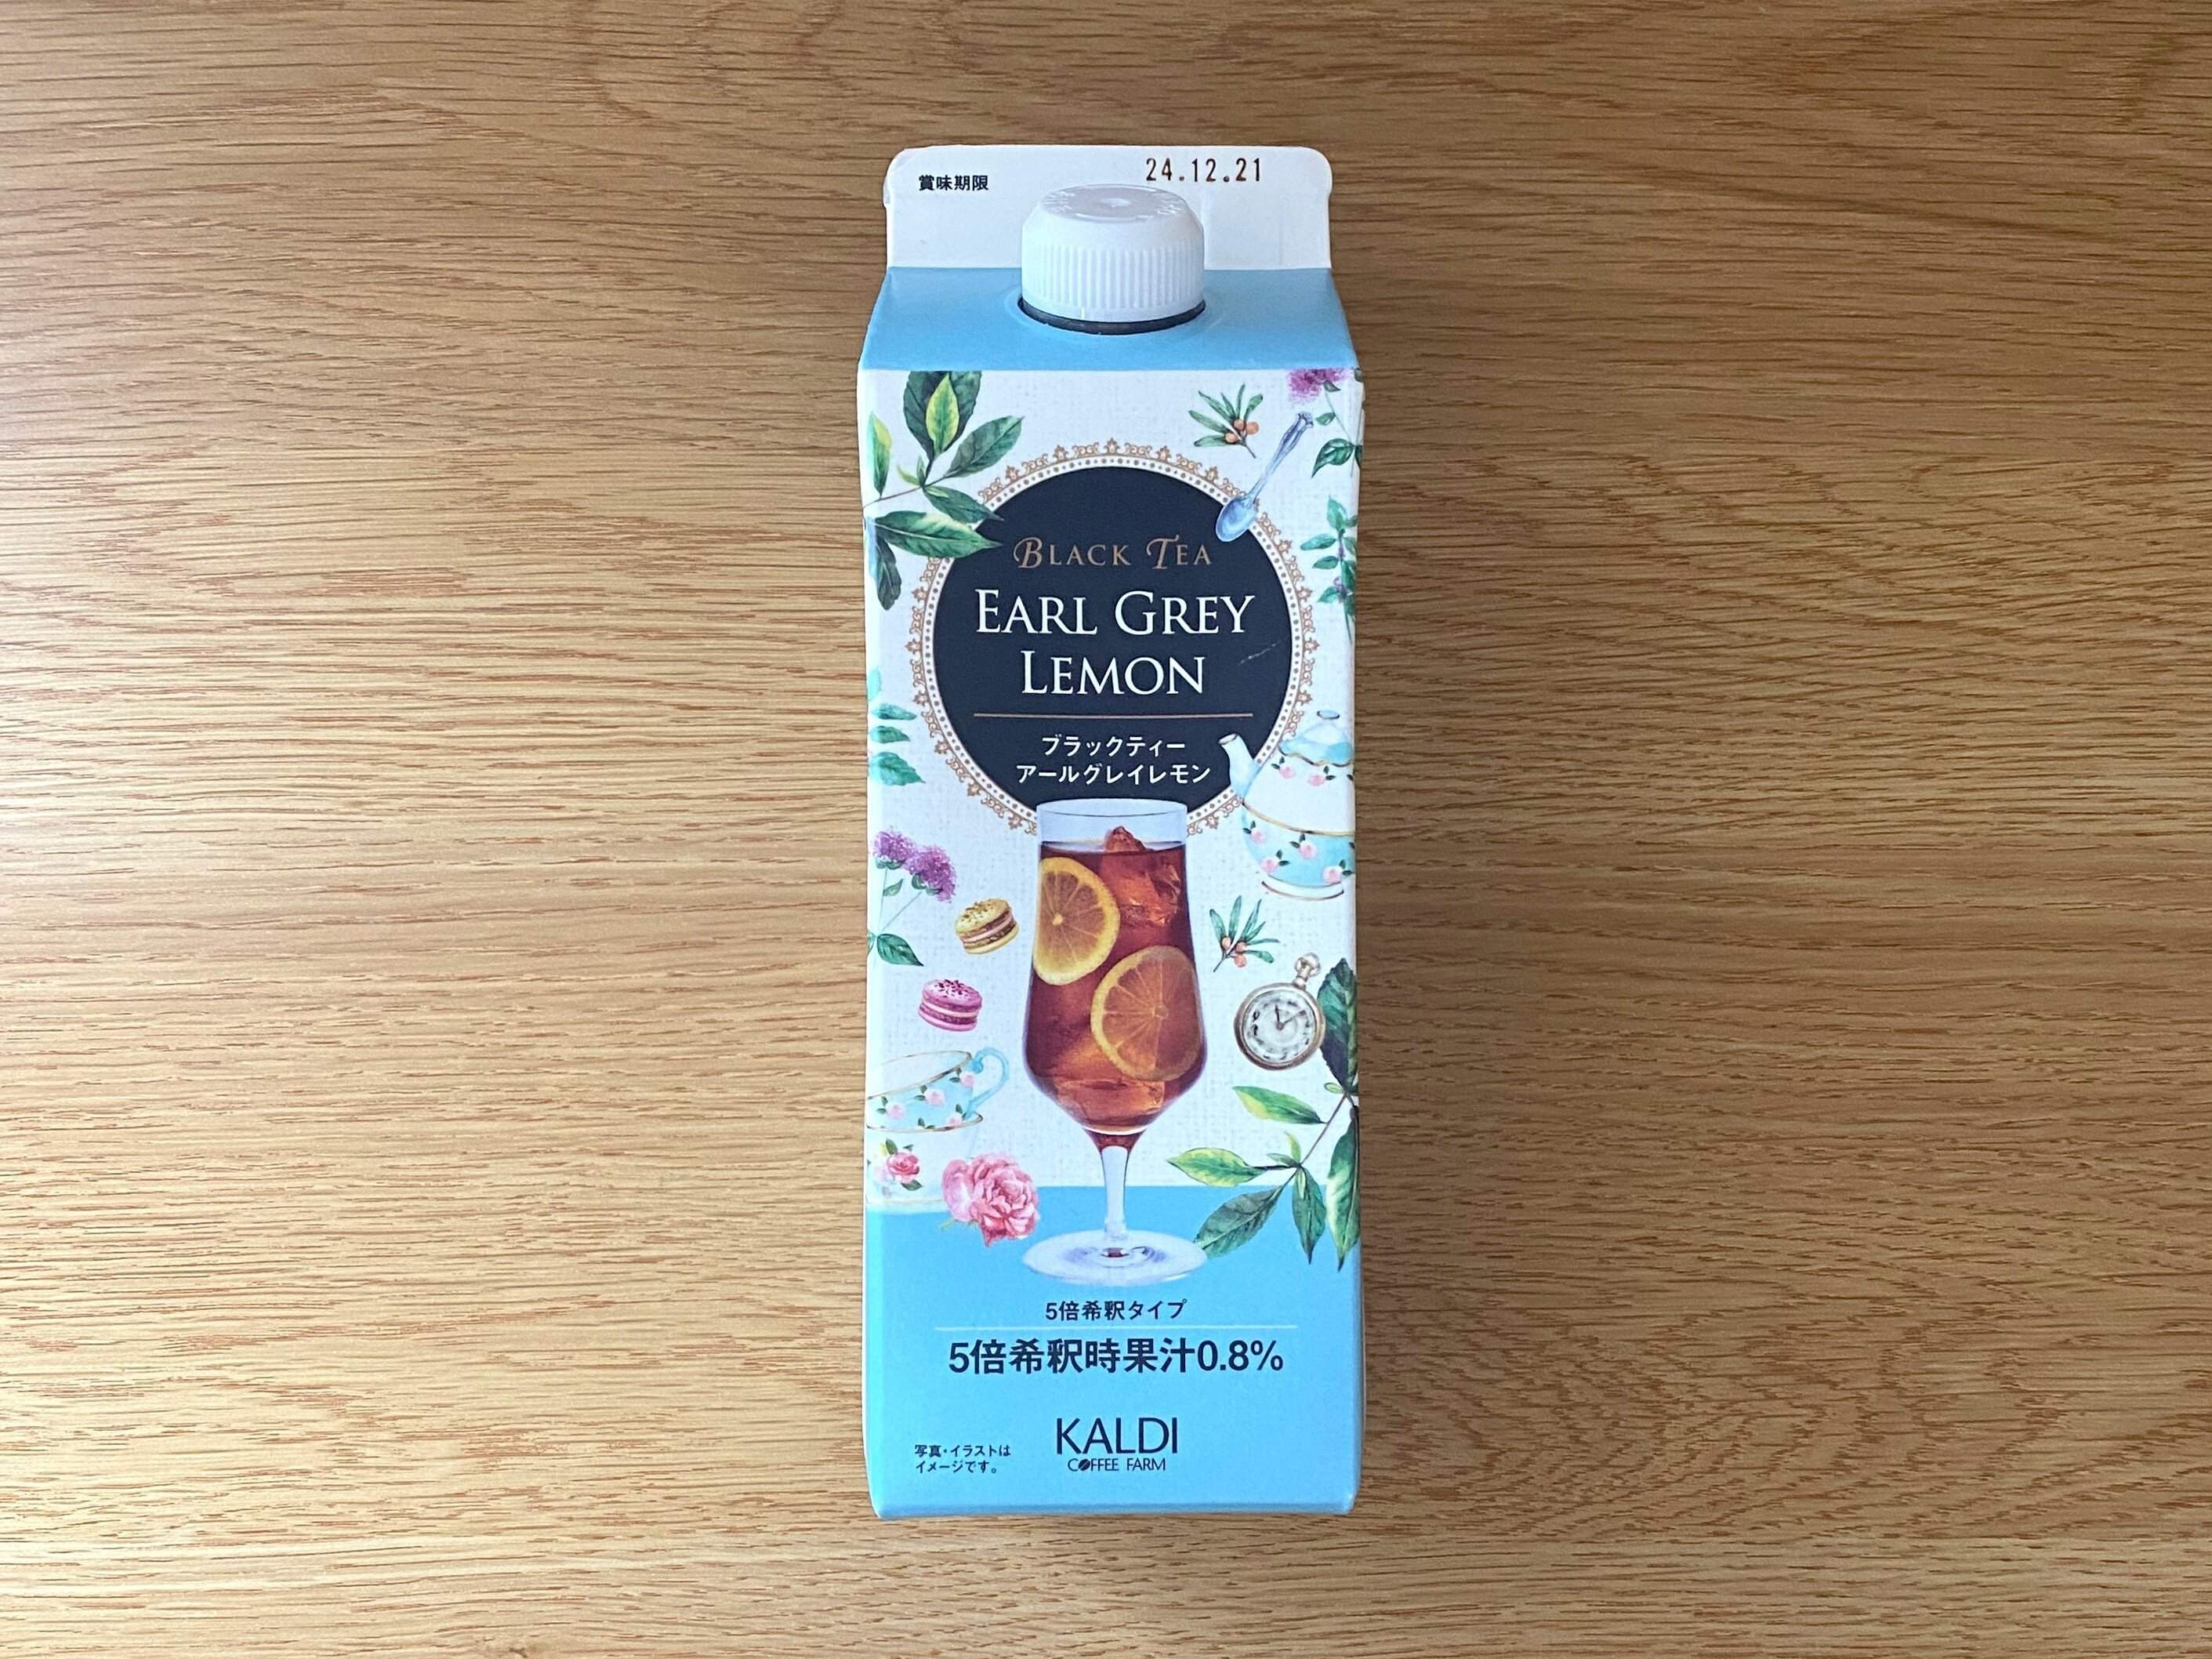 賞味期限
24.12.21
BLACK TEA
EARL GREY
LEMON
ブラックティー
アールグレイレモン
5倍希釈タイプ
5倍希釈時果汁0.8%
写真・イラストは
イメージです。
KALDI
COFFEE FARM